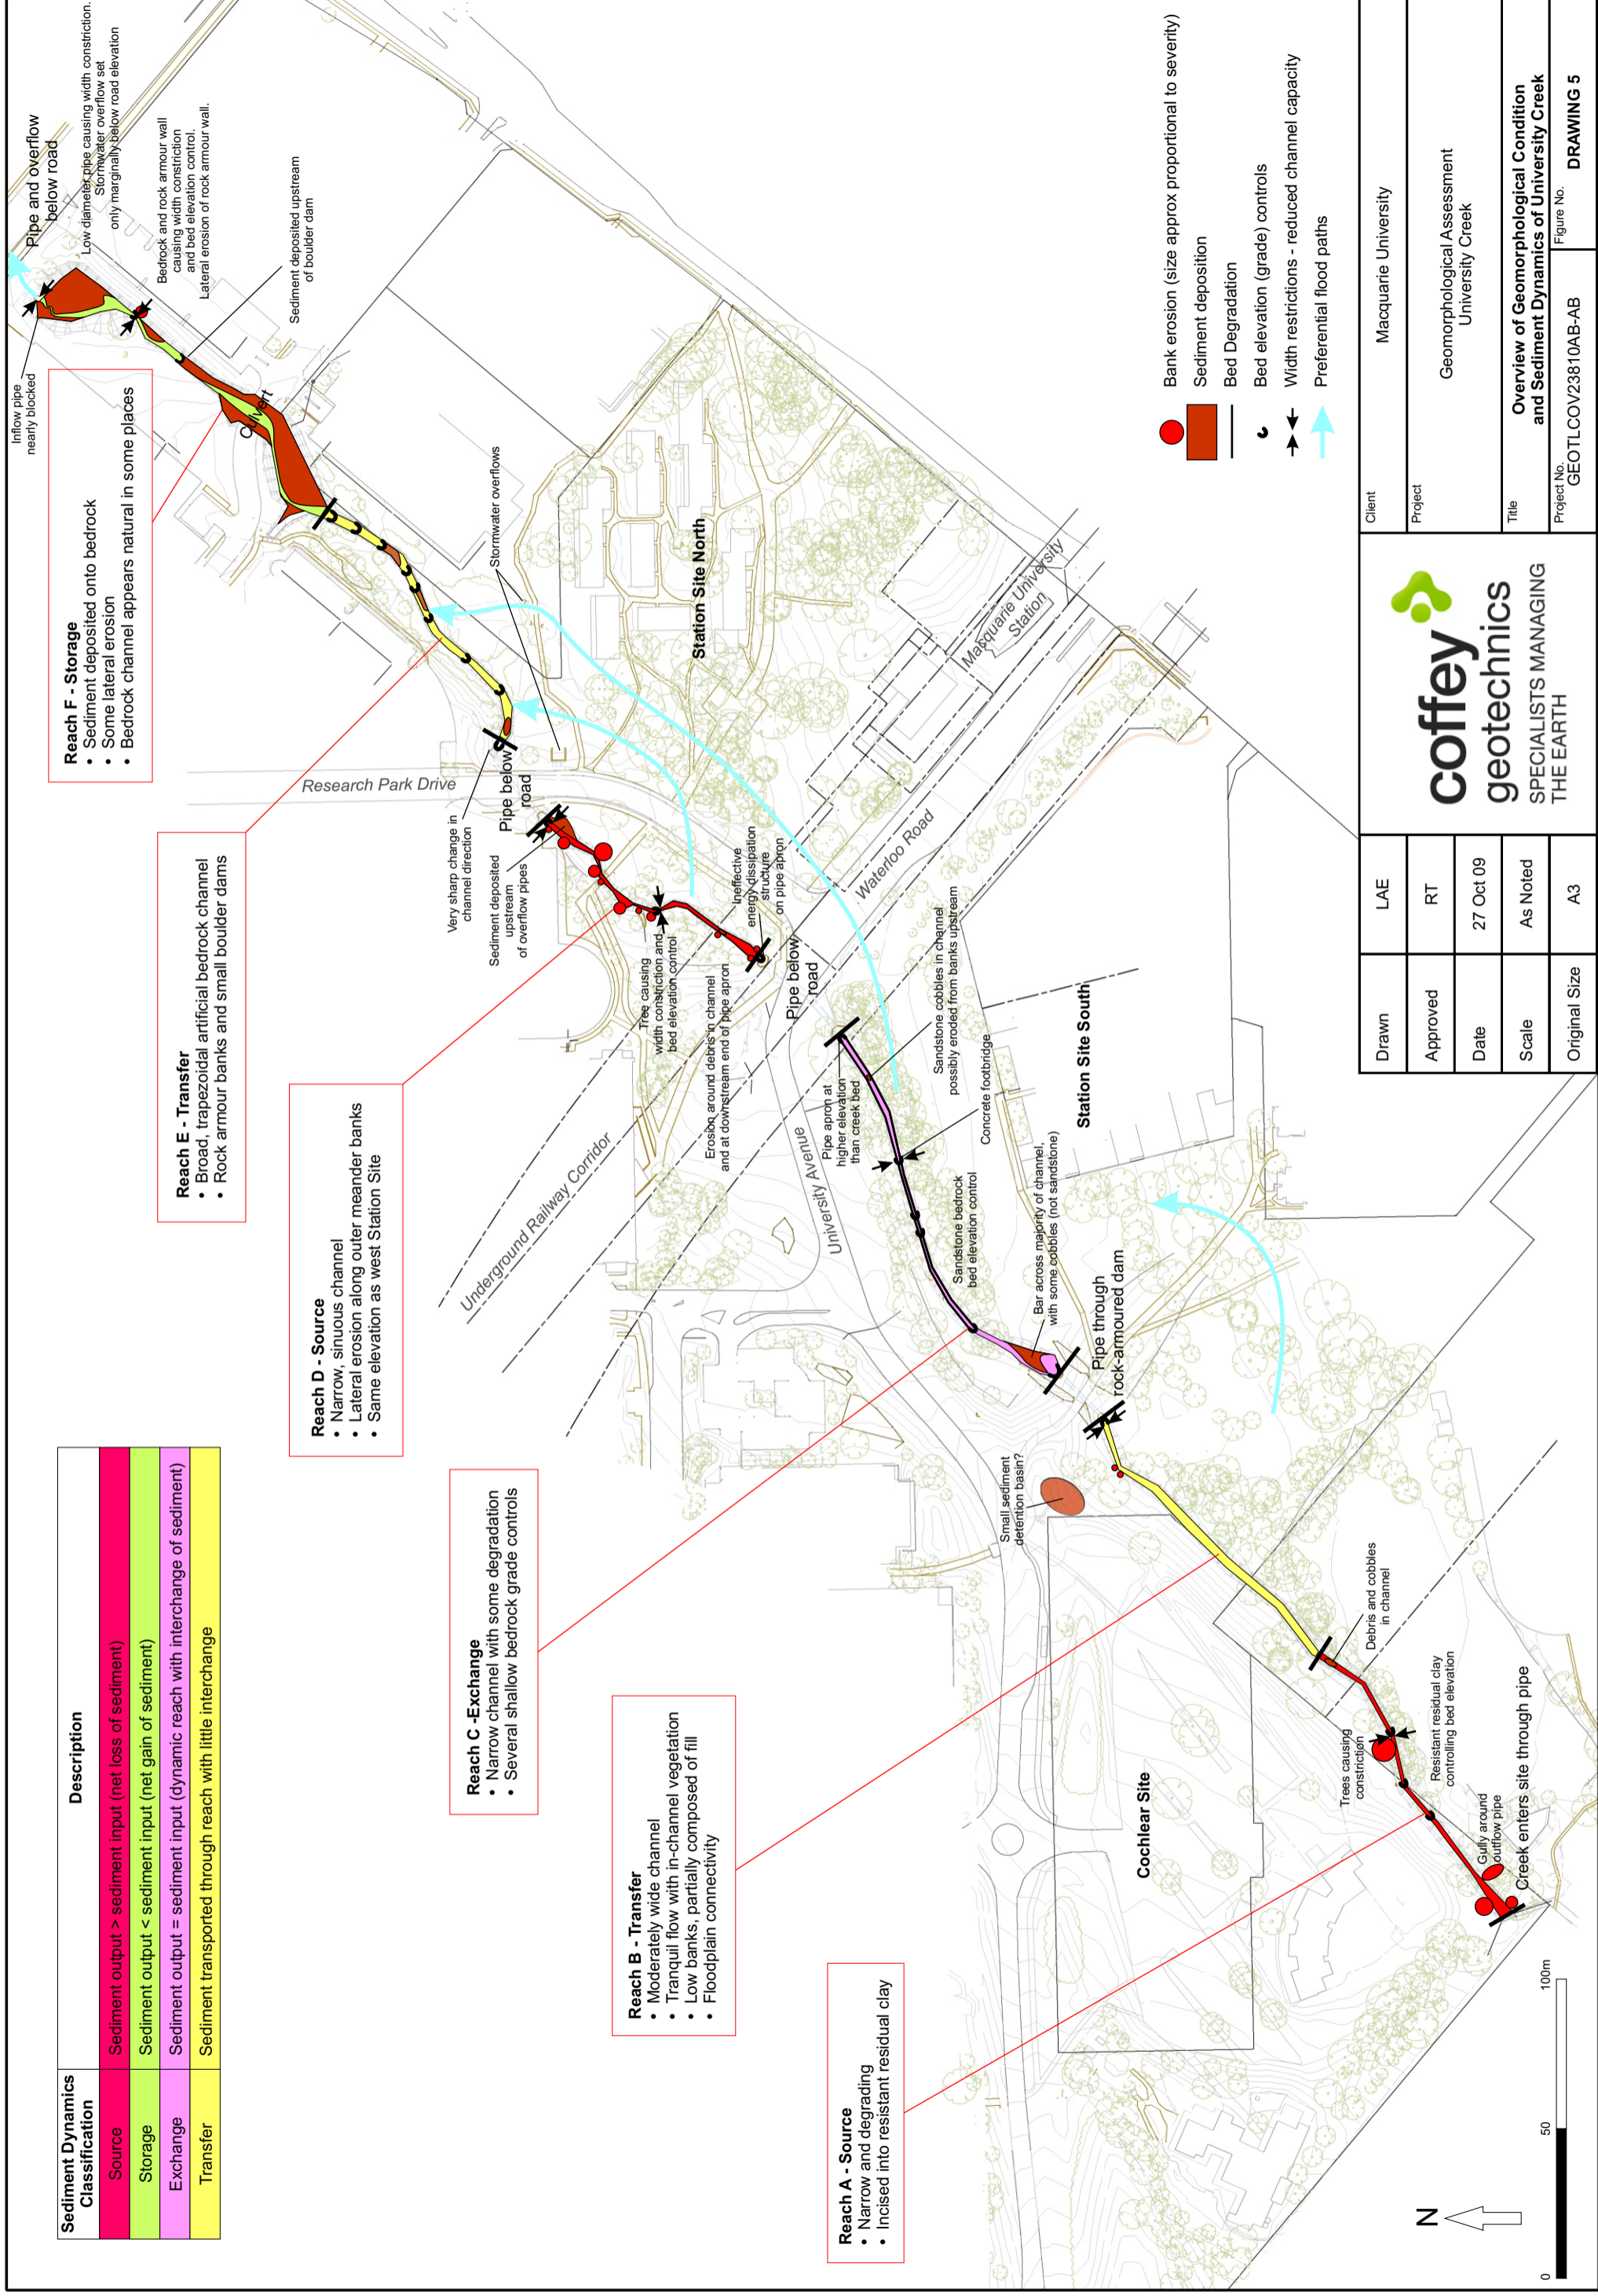 Sediment Dynamics
Classification
Description
Source
Sediment output > sediment input (net loss of sediment)
Storage
Sediment output < sediment input (net gain of sediment)
Exchange
Sediment output = sediment input (dynamic reach with interchange of sediment)
Transfer
Sediment transported through reach with little interchange
Reach A - Source
• Narrow and degrading
• Incised into resistant residual clay
Reach B - Transfer
• Moderately wide channel
• Tranquil flow with in-channel vegetation
• Low banks, partially composed of fill
• Floodplain connectivity
Reach C -Exchange
• Narrow channel with some degradation
• Several shallow bedrock grade controls
Reach D - Source
• Narrow, sinuous channel
• Lateral erosion along outer meander banks
• Same elevation as west Station Site
Reach E - Transfer
• Broad, trapezoidal artificial bedrock channel
• Rock armour banks and small boulder dams
Reach F - Storage
• Sediment deposited onto bedrock
• Some lateral erosion
• Bedrock channel appears natural in some places
Inflow pipe
nearly blocked
Pipe and overflow
below road
Low diameter pipe causing width constriction.
Stormwater overflow set
only marginally below road elevation
Bedrock and rock armour wall
causing width constriction
and bed elevation control.
Lateral erosion of rock armour wall.
Sediment deposited upstream
of boulder dam
Culvert
Stormwater overflows
Research Park Drive
Very sharp change in
channel direction
Pipe below
road
Sediment deposited
upstream
of overflow pipes
Station Site North
Macquarie University
Station
Tree causing
width constriction and
bed elevation control
Ineffective
energy dissipation
structure
on pipe apron
Erosion around debris in channel
and at downstream end of pipe apron
Pipe below
road
Waterloo Road
Underground Railway Corridor
University Avenue
Pipe apron at
higher elevation
than creek bed
Sandstone cobbles in channel
possibly eroded from banks upstream
Concrete footbridge
Station Site South
Sandstone bedrock
bed elevation control
Bar across majority of channel,
with some cobbles (not sandstone)
Pipe through
rock-armoured dam
Small sediment
detention basin?
Cochlear Site
Debris and cobbles
in channel
Trees causing
constriction
Resistant residual clay
controlling bed elevation
Gully around
outflow pipe
Creek enters site through pipe
N
0
50
100m
Bank erosion (size approx proportional to severity)
Sediment deposition
Bed Degradation
Bed elevation (grade) controls
Width restrictions - reduced channel capacity
Preferential flood paths
Drawn
LAE
Approved
RT
Date
27 Oct 09
Scale
As Noted
Original Size
A3
coffey
geotechnics
SPECIALISTS MANAGING
THE EARTH
Client
Macquarie University
Project
Geomorphological Assessment
University Creek
Title
Overview of Geomorphological Condition
and Sediment Dynamics of University Creek
Project No.
GEOTLCOV23810AB-AB
Figure No.
DRAWING 5